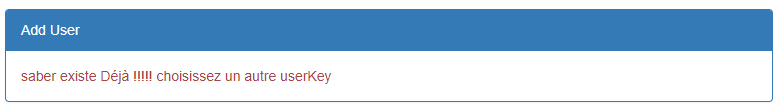 Add User
saber existe Déjà !!!!! choisissez un autre userKey